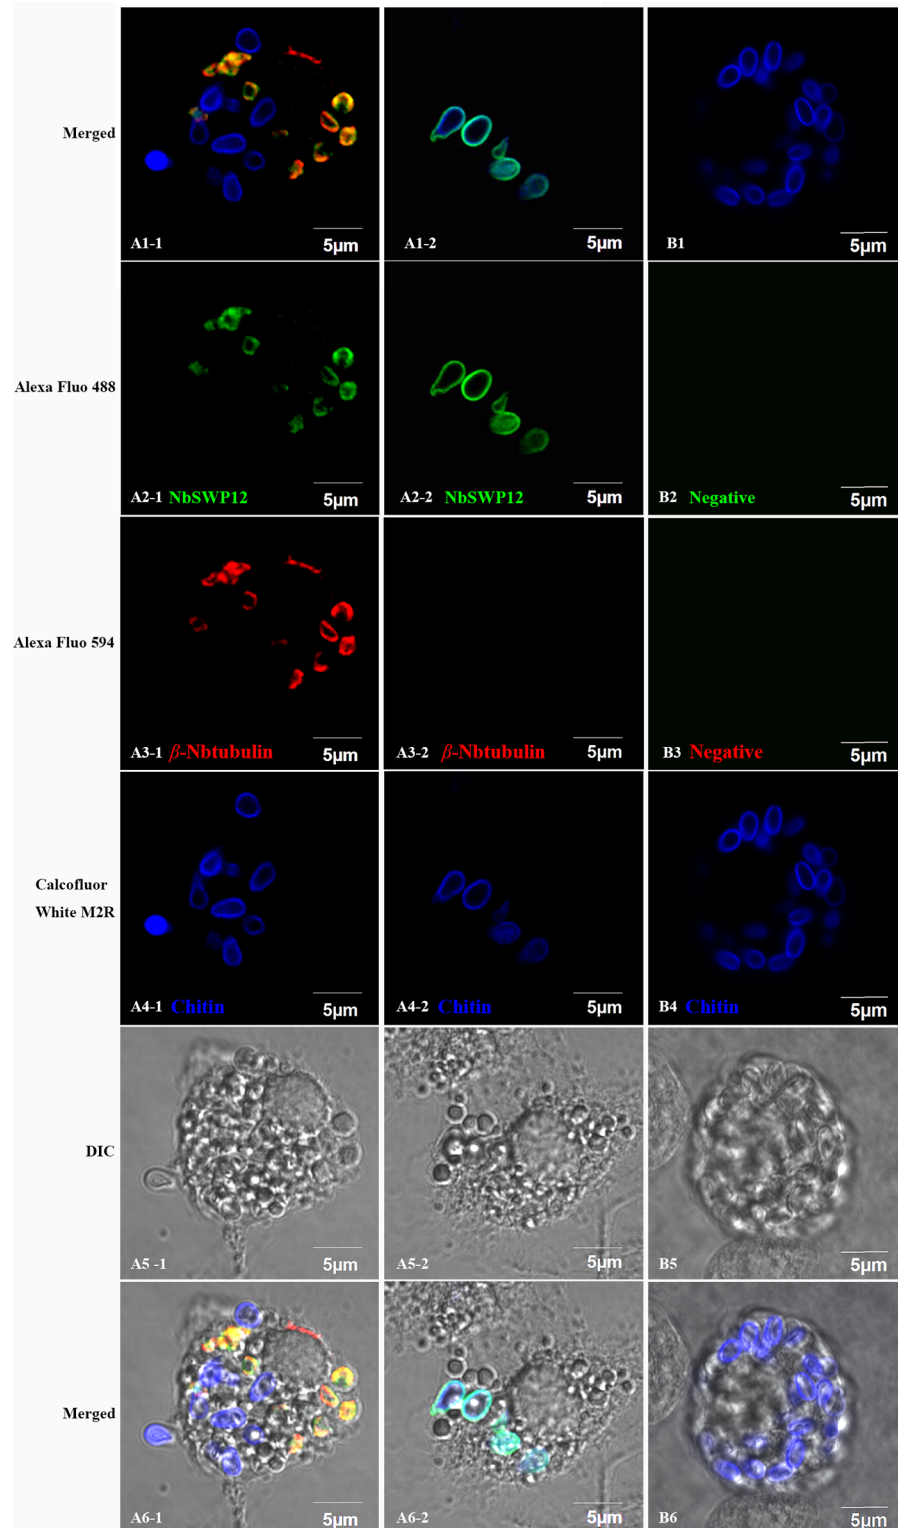 Merged
A1-1
5μm
A1-2
5μm
B1
5μm
Alexa Fluo 488
A2-1 NbSWP12
5μm
A2-2 NbSWP12
5μm
B2 Negative
5μm
Alexa Fluo 594
A3-1 β-Nbtubulin
5μm
A3-2 β-Nbtubulin
5μm
B3 Negative
5μm
Calcofluor
White M2R
A4-1 Chitin
5μm
A4-2 Chitin
5μm
B4 Chitin
5μm
DIC
A5 -1
5μm
A5-2
5μm
B5
5μm
Merged
A6-1
5μm
A6-2
5μm
B6
5μm